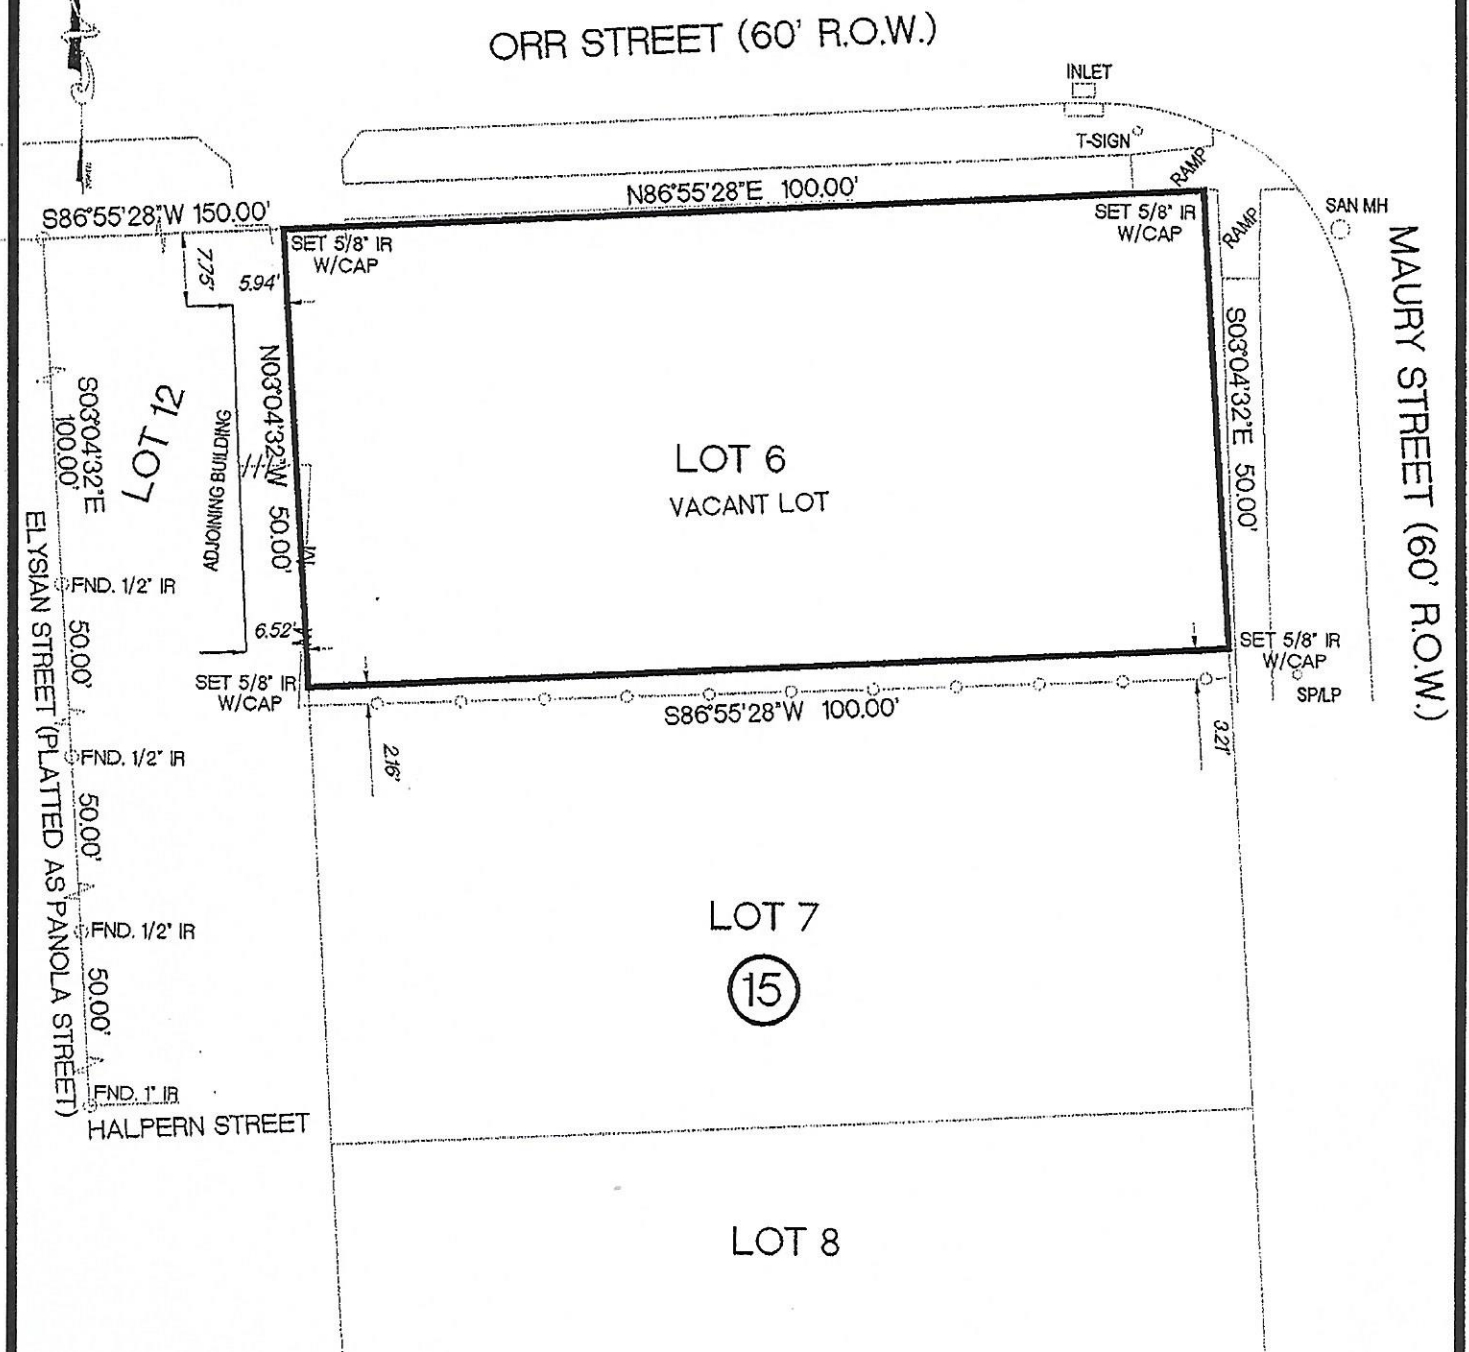 ORR STREET (60' R.O.W.)
INLET
T-SIGN
RAMP
N86°55'28"E 100.00'
S86°55'28"W 150.00'
SET 5/8" IR
W/CAP
SET 5/8" IR
W/CAP
RAMP
SAN MH
MAURY STREET (60' R.O.W.)
7.75'
5.94'
N03°04'32"W 50.00'
S03°04'32"E 50.00'
S03°04'32"E
100.00'
LOT 12
ADJOINING BUILDING
LOT 6
VACANT LOT
ELYSIAN STREET (PLATTED AS PANOLA STREET)
FND. 1/2" IR
50.00'
6.52'
SET 5/8" IR
W/CAP
SET 5/8" IR
W/CAP
SP/LP
S86°55'28"W 100.00'
2.16'
3.21'
FND. 1/2" IR
50.00'
FND. 1/2" IR
50.00'
FND. 1" IR
HALPERN STREET
LOT 7
15
LOT 8